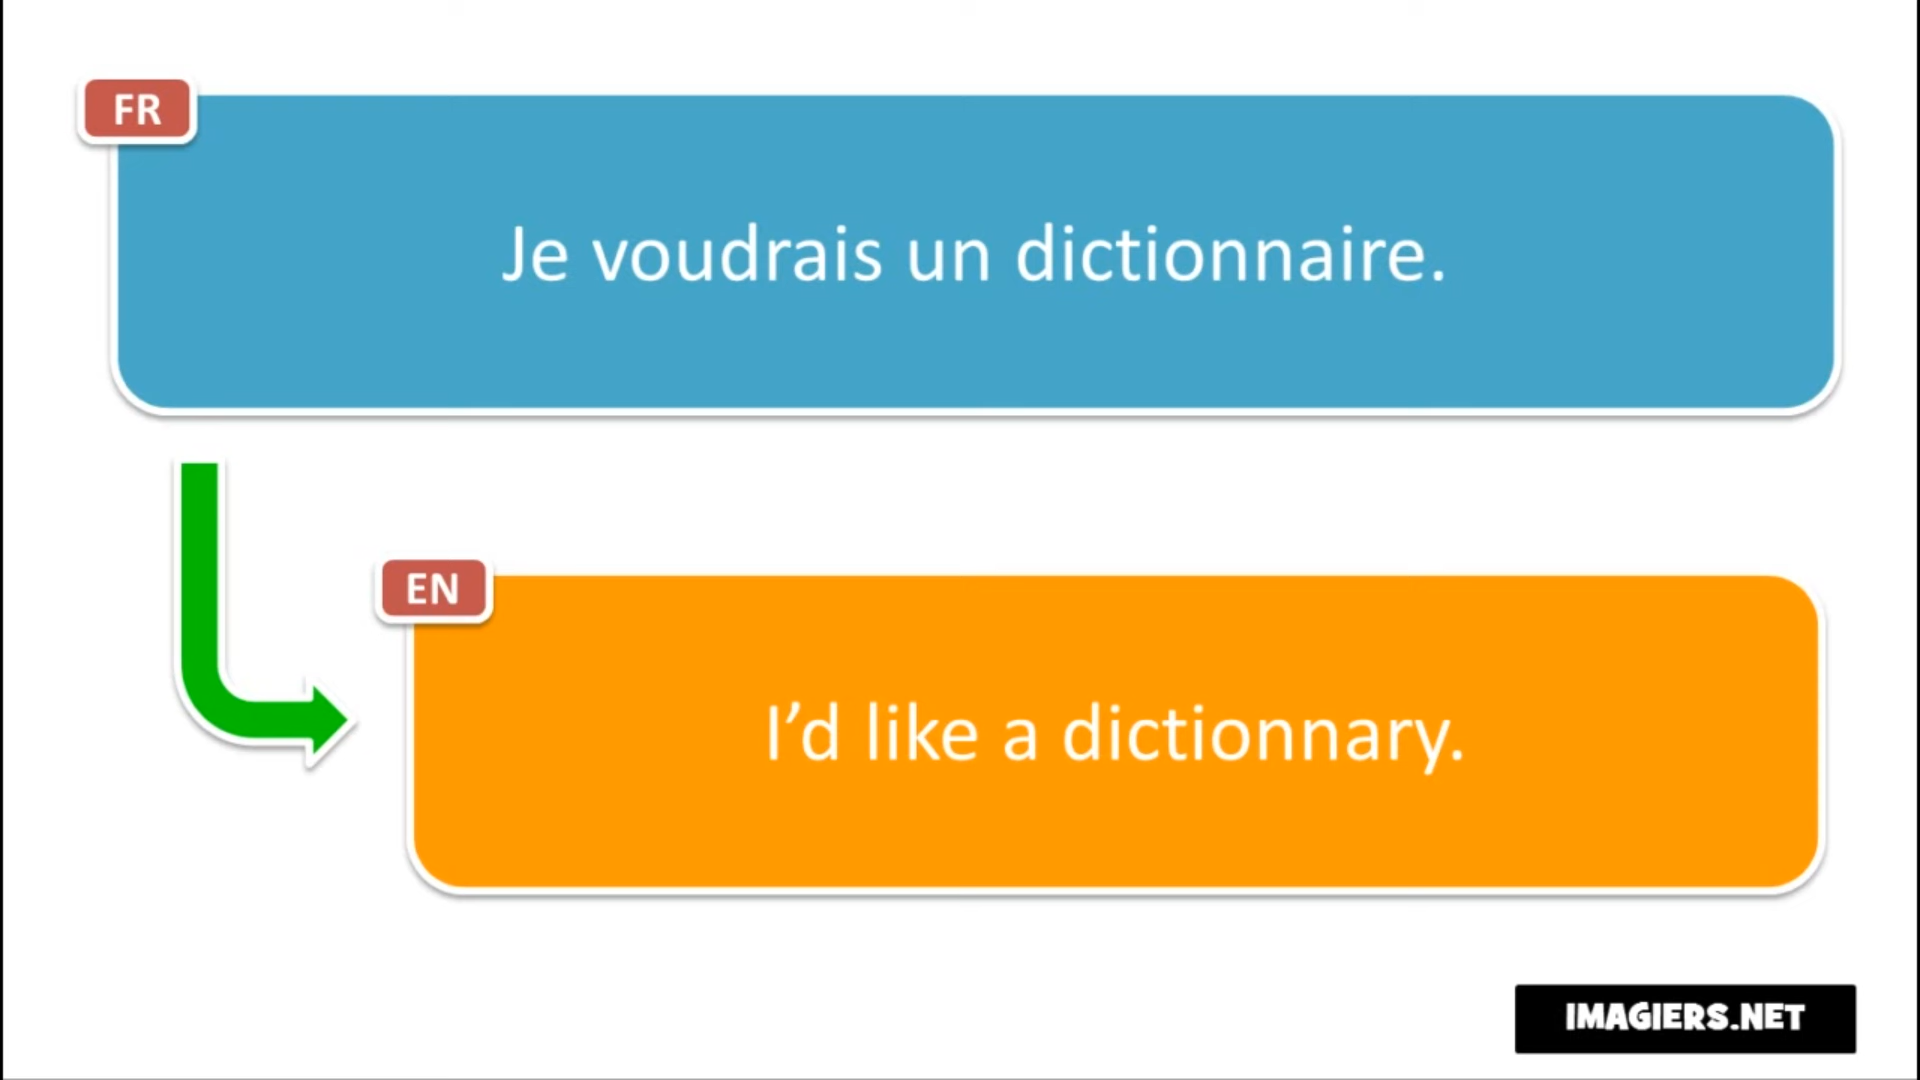 FR
Je voudrais un dictionnaire.
EN
I’d like a dictionnary.
IMAGIERS.NET